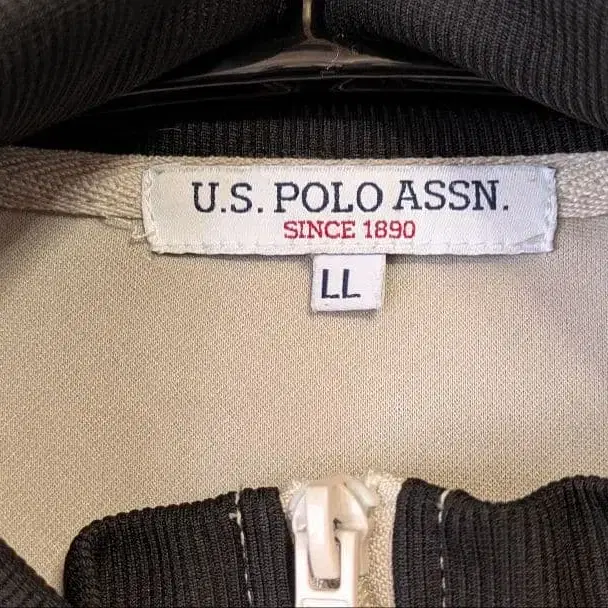 U.S. POLO ASSN.
SINCE 1890
LL